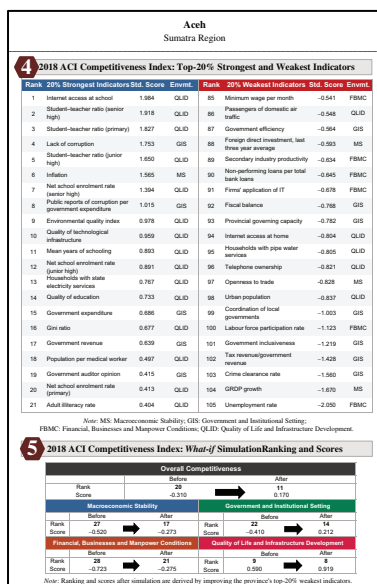 Aceh
Sumatra Region
4 2018 ACI Competitiveness Index: Top-20% Strongest and Weakest Indicators
Rank 20% Strongest Indicators Std. Score Envmt. Rank 20% Weakest Indicators Std. Score Envmt.
1 Internet access at school 1.984 QLID 85 Minimum wage per month −0.541 FBMC
2 Student–teacher ratio (senior high) 1.918 QLID 86 Passengers of domestic air traffic −0.548 QLID
3 Student–teacher ratio (primary) 1.827 QLID 87 Government efficiency −0.564 GIS
4 Lack of corruption 1.753 GIS 88 Foreign direct investment, last three year average −0.593 MS
5 Student–teacher ratio (junior high) 1.650 QLID 89 Secondary industry productivity −0.634 FBMC
6 Inflation 1.565 MS 90 Non-performing loans per total bank loans −0.645 FBMC
7 Net school enrolment rate (senior high) 1.394 QLID 91 Firms' application of IT −0.678 FBMC
8 Public reports of corruption per government expenditure 1.015 GIS 92 Fiscal balance −0.768 GIS
9 Environmental quality index 0.978 QLID 93 Provincial governing capacity −0.782 GIS
10 Quality of technological infrastructure 0.959 QLID 94 Internet access at home −0.804 QLID
11 Mean years of schooling 0.893 QLID 95 Households with pipe water services −0.805 QLID
12 Net school enrolment rate (junior high) 0.891 QLID 96 Telephone ownership −0.821 QLID
13 Households with state electricity services 0.767 QLID 97 Openness to trade −0.828 MS
14 Quality of education 0.733 QLID 98 Urban population −0.837 QLID
15 Government expenditure 0.686 GIS 99 Coordination of local governments −1.003 GIS
16 Gini ratio 0.677 QLID 100 Labour force participation rate −1.123 FBMC
17 Government revenue 0.639 GIS 101 Government inclusiveness −1.219 GIS
18 Population per medical worker 0.497 QLID 102 Tax revenue/government revenue −1.428 GIS
19 Government auditor opinion 0.415 GIS 103 Crime clearance rate −1.560 GIS
20 Net school enrolment rate (primary) 0.413 QLID 104 GRDP growth −1.670 MS
21 Adult illiteracy rate 0.404 QLID 105 Unemployment rate −2.050 FBMC
Note: MS: Macroeconomic Stability; GIS: Government and Institutional Setting;
FBMC: Financial, Businesses and Manpower Conditions; QLID: Quality of Life and Infrastructure Development.
5 2018 ACI Competitiveness Index: What-if SimulationRanking and Scores
Overall Competitiveness
Before After
Rank 20 11
Score -0.310 0.170
Macroeconomic Stability Government and Institutional Setting
Before After Before After
Rank 27 17 Rank 22 14
Score −0.520 −0.273 Score −0.410 0.212
Financial, Businesses and Manpower Conditions Quality of Life and Infrastructure Development
Before After Before After
Rank 28 21 Rank 9 8
Score −0.723 −0.275 Score 0.590 0.919
Note: Ranking and scores after simulation are derived by improving the province's top-20% weakest indicators.